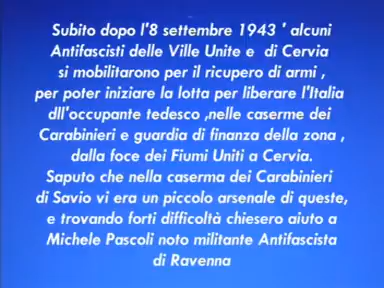 Subito dopo l'8 settembre 1943 ' alcuni
Antifascisti delle Ville Unite e di Cervia
si mobilitarono per il ricupero di armi ,
per poter iniziare la lotta per liberare l'Italia
dll'occupante tedesco ,nelle caserme dei
Carabinieri e guardia di finanza della zona ,
dalla foce dei Fiumi Uniti a Cervia.
Saputo che nella caserma dei Carabinieri
di Savio vi era un piccolo arsenale di queste,
e trovando forti difficoltà chiesero aiuto a
Michele Pascoli noto militante Antifascista
di Ravenna